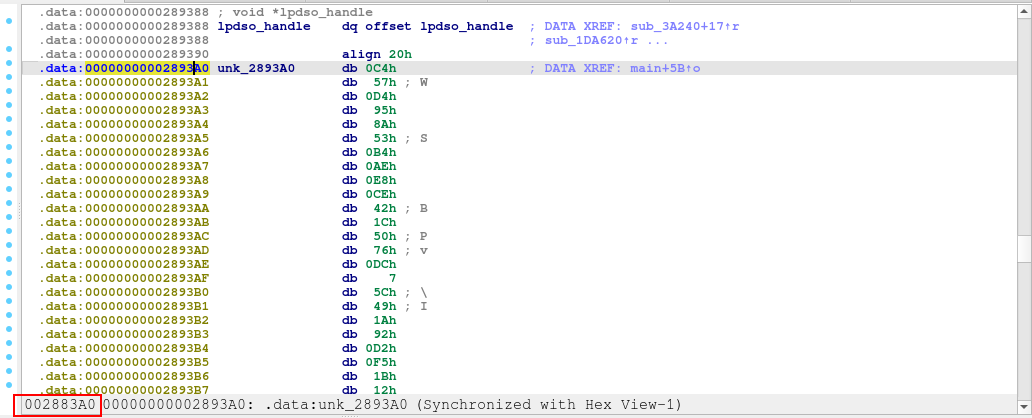 .data:0000000000289388 ; void *lpdso_handle
.data:0000000000289388 lpdso_handle    dq offset lpdso_handle  ; DATA XREF: sub_3A240+17↑r
.data:0000000000289388                                         ; sub_1DA620↑r ...
.data:0000000000289390                 align 20h
.data:00000000002893A0 unk_2893A0      db 0C4h                 ; DATA XREF: main+5B↑o
.data:00000000002893A1                 db  57h ; W
.data:00000000002893A2                 db 0D4h
.data:00000000002893A3                 db  95h
.data:00000000002893A4                 db  8Ah
.data:00000000002893A5                 db  53h ; S
.data:00000000002893A6                 db 0B4h
.data:00000000002893A7                 db 0AEh
.data:00000000002893A8                 db 0E8h
.data:00000000002893A9                 db 0CEh
.data:00000000002893AA                 db  42h ; B
.data:00000000002893AB                 db  1Ch
.data:00000000002893AC                 db  50h ; P
.data:00000000002893AD                 db  76h ; v
.data:00000000002893AE                 db 0DCh
.data:00000000002893AF                 db    7
.data:00000000002893B0                 db  5Ch ; \
.data:00000000002893B1                 db  49h ; I
.data:00000000002893B2                 db  1Ah
.data:00000000002893B3                 db  92h
.data:00000000002893B4                 db 0D2h
.data:00000000002893B5                 db 0F5h
.data:00000000002893B6                 db  1Bh
.data:00000000002893B7                 db  12h
002883A0 00000000002893A0: .data:unk_2893A0 (Synchronized with Hex View-1)